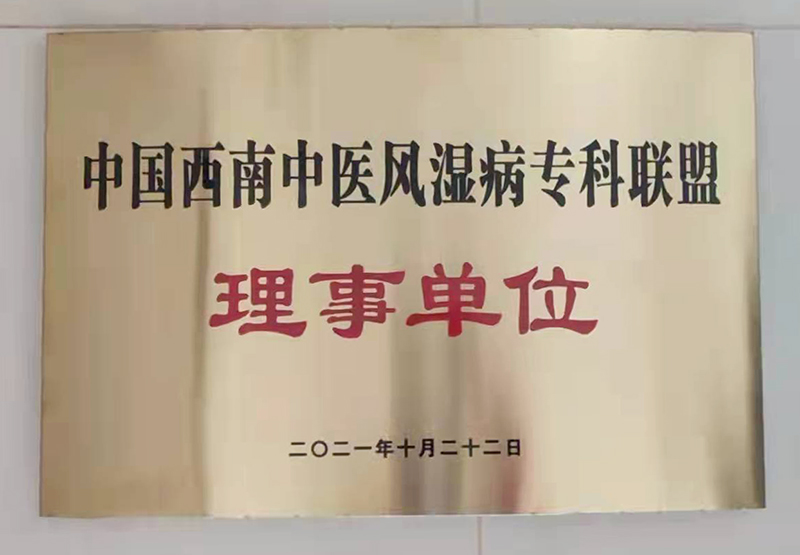 中国西南中医风湿病专科联盟
理事单位
二〇二一年十月二十二日